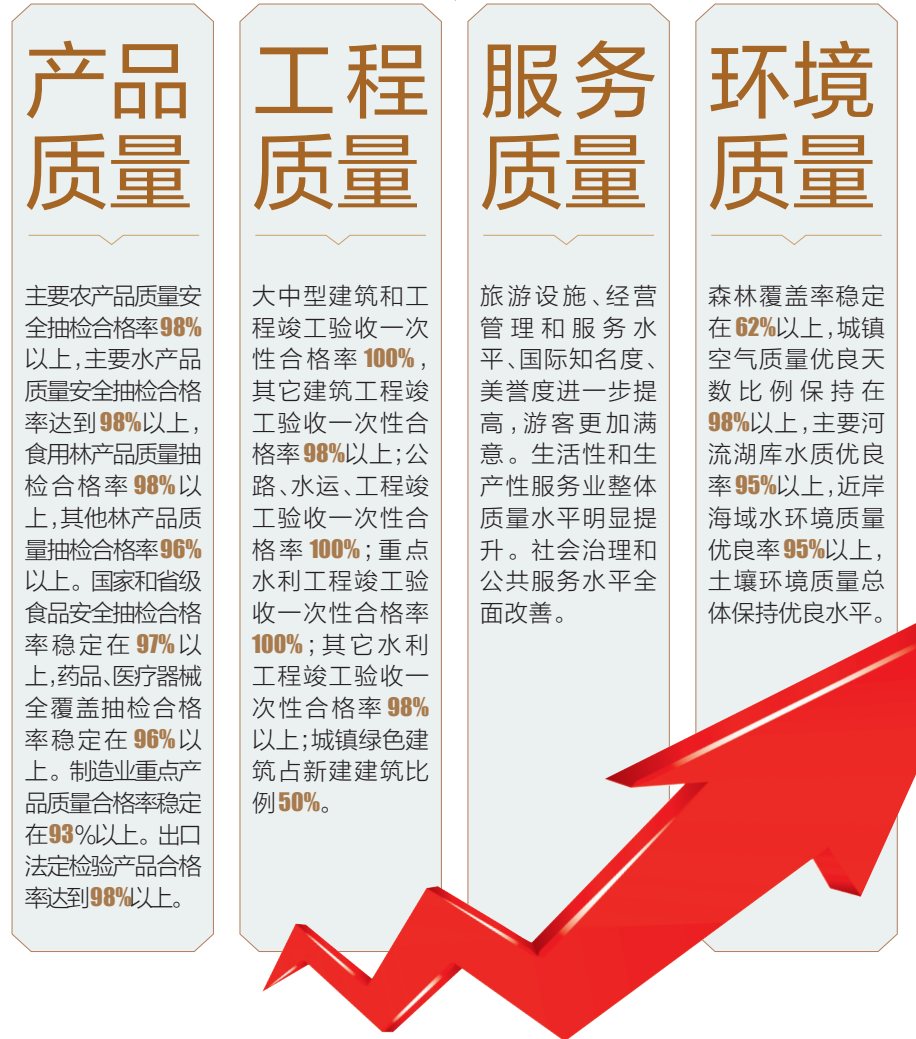 产品
质量
主要农产品质量安
全抽检合格率98%
以上,主要水产品
质量安全抽检合格
率达到98%以上,
食用林产品质量抽
检合格率98%以
上,其他林产品质
量抽检合格率96%
以上。国家和省级
食品安全抽检合格
率稳定在97%以
上,药品、医疗器械
全覆盖抽检合格
率稳定在96%以
上。制造业重点产
品质量合格率稳定
在93%以上。出口
法定检验产品合格
率达到98%以上。
工程
质量
大中型建筑和工
程竣工验收一次
性合格率100%,
其它建筑工程竣
工验收一次性合
格率98%以上;公
路、水运、工程竣
工验收一次性合
格率100%;重点
水利工程竣工验
收一次性合格率
100%;其它水利
工程竣工验收一
次性合格率98%
以上;城镇绿色建
筑占新建建筑比
例50%。
服务
质量
旅游设施、经营
管理和服务水
平、国际知名度、
美誉度进一步提
高,游客更加满
意。生活性和生
产性服务业整体
质量水平明显提
升。社会治理和
公共服务水平全
面改善。
环境
质量
森林覆盖率稳定
在62%以上,城镇
空气质量优良天
数比例保持在
98%以上,主要河
流湖库水质优良
率95%以上,近岸
海域水环境质量
优良率95%以上,
土壤环境质量总
体保持优良水平。